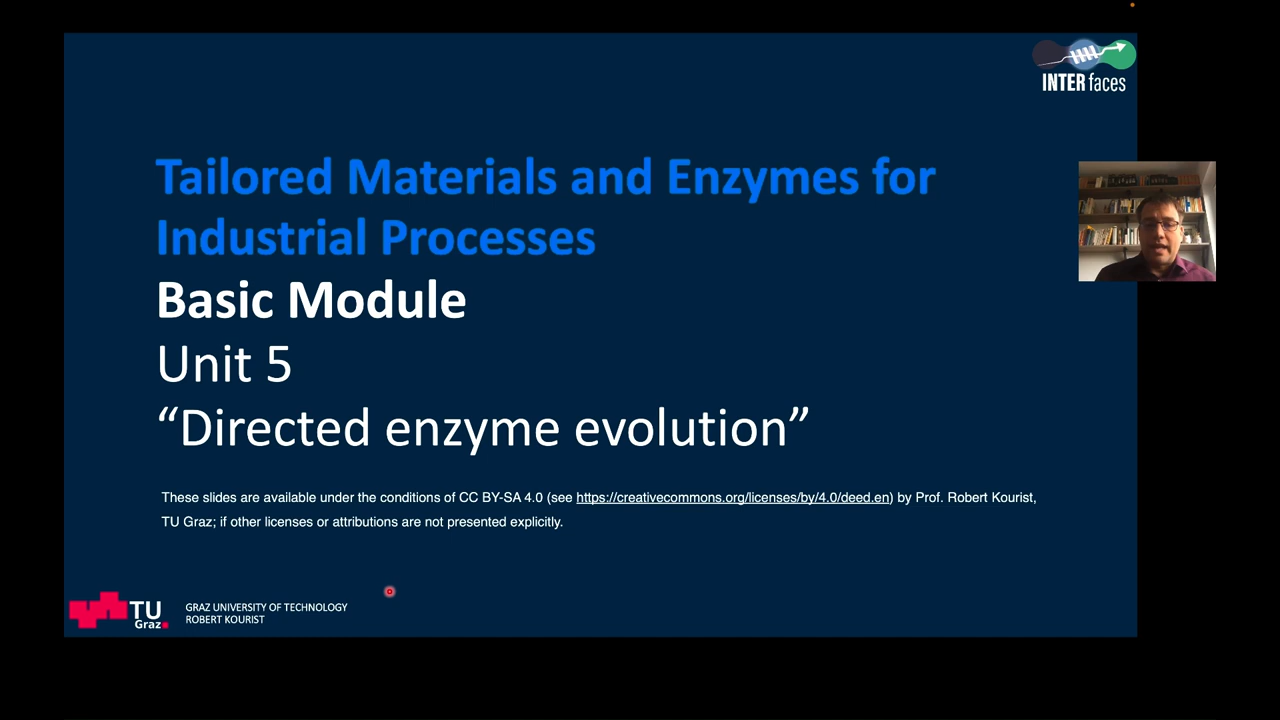 INTERfaces
Tailored Materials and Enzymes for
Industrial Processes
Basic Module
Unit 5
“Directed enzyme evolution”
These slides are available under the conditions of CC BY-SA 4.0 (see https://creativecommons.org/licenses/by/4.0/deed.en) by Prof. Robert Kourist,
TU Graz; if other licenses or attributions are not presented explicitly.
TU
Graz
GRAZ UNIVERSITY OF TECHNOLOGY
ROBERT KOURIST